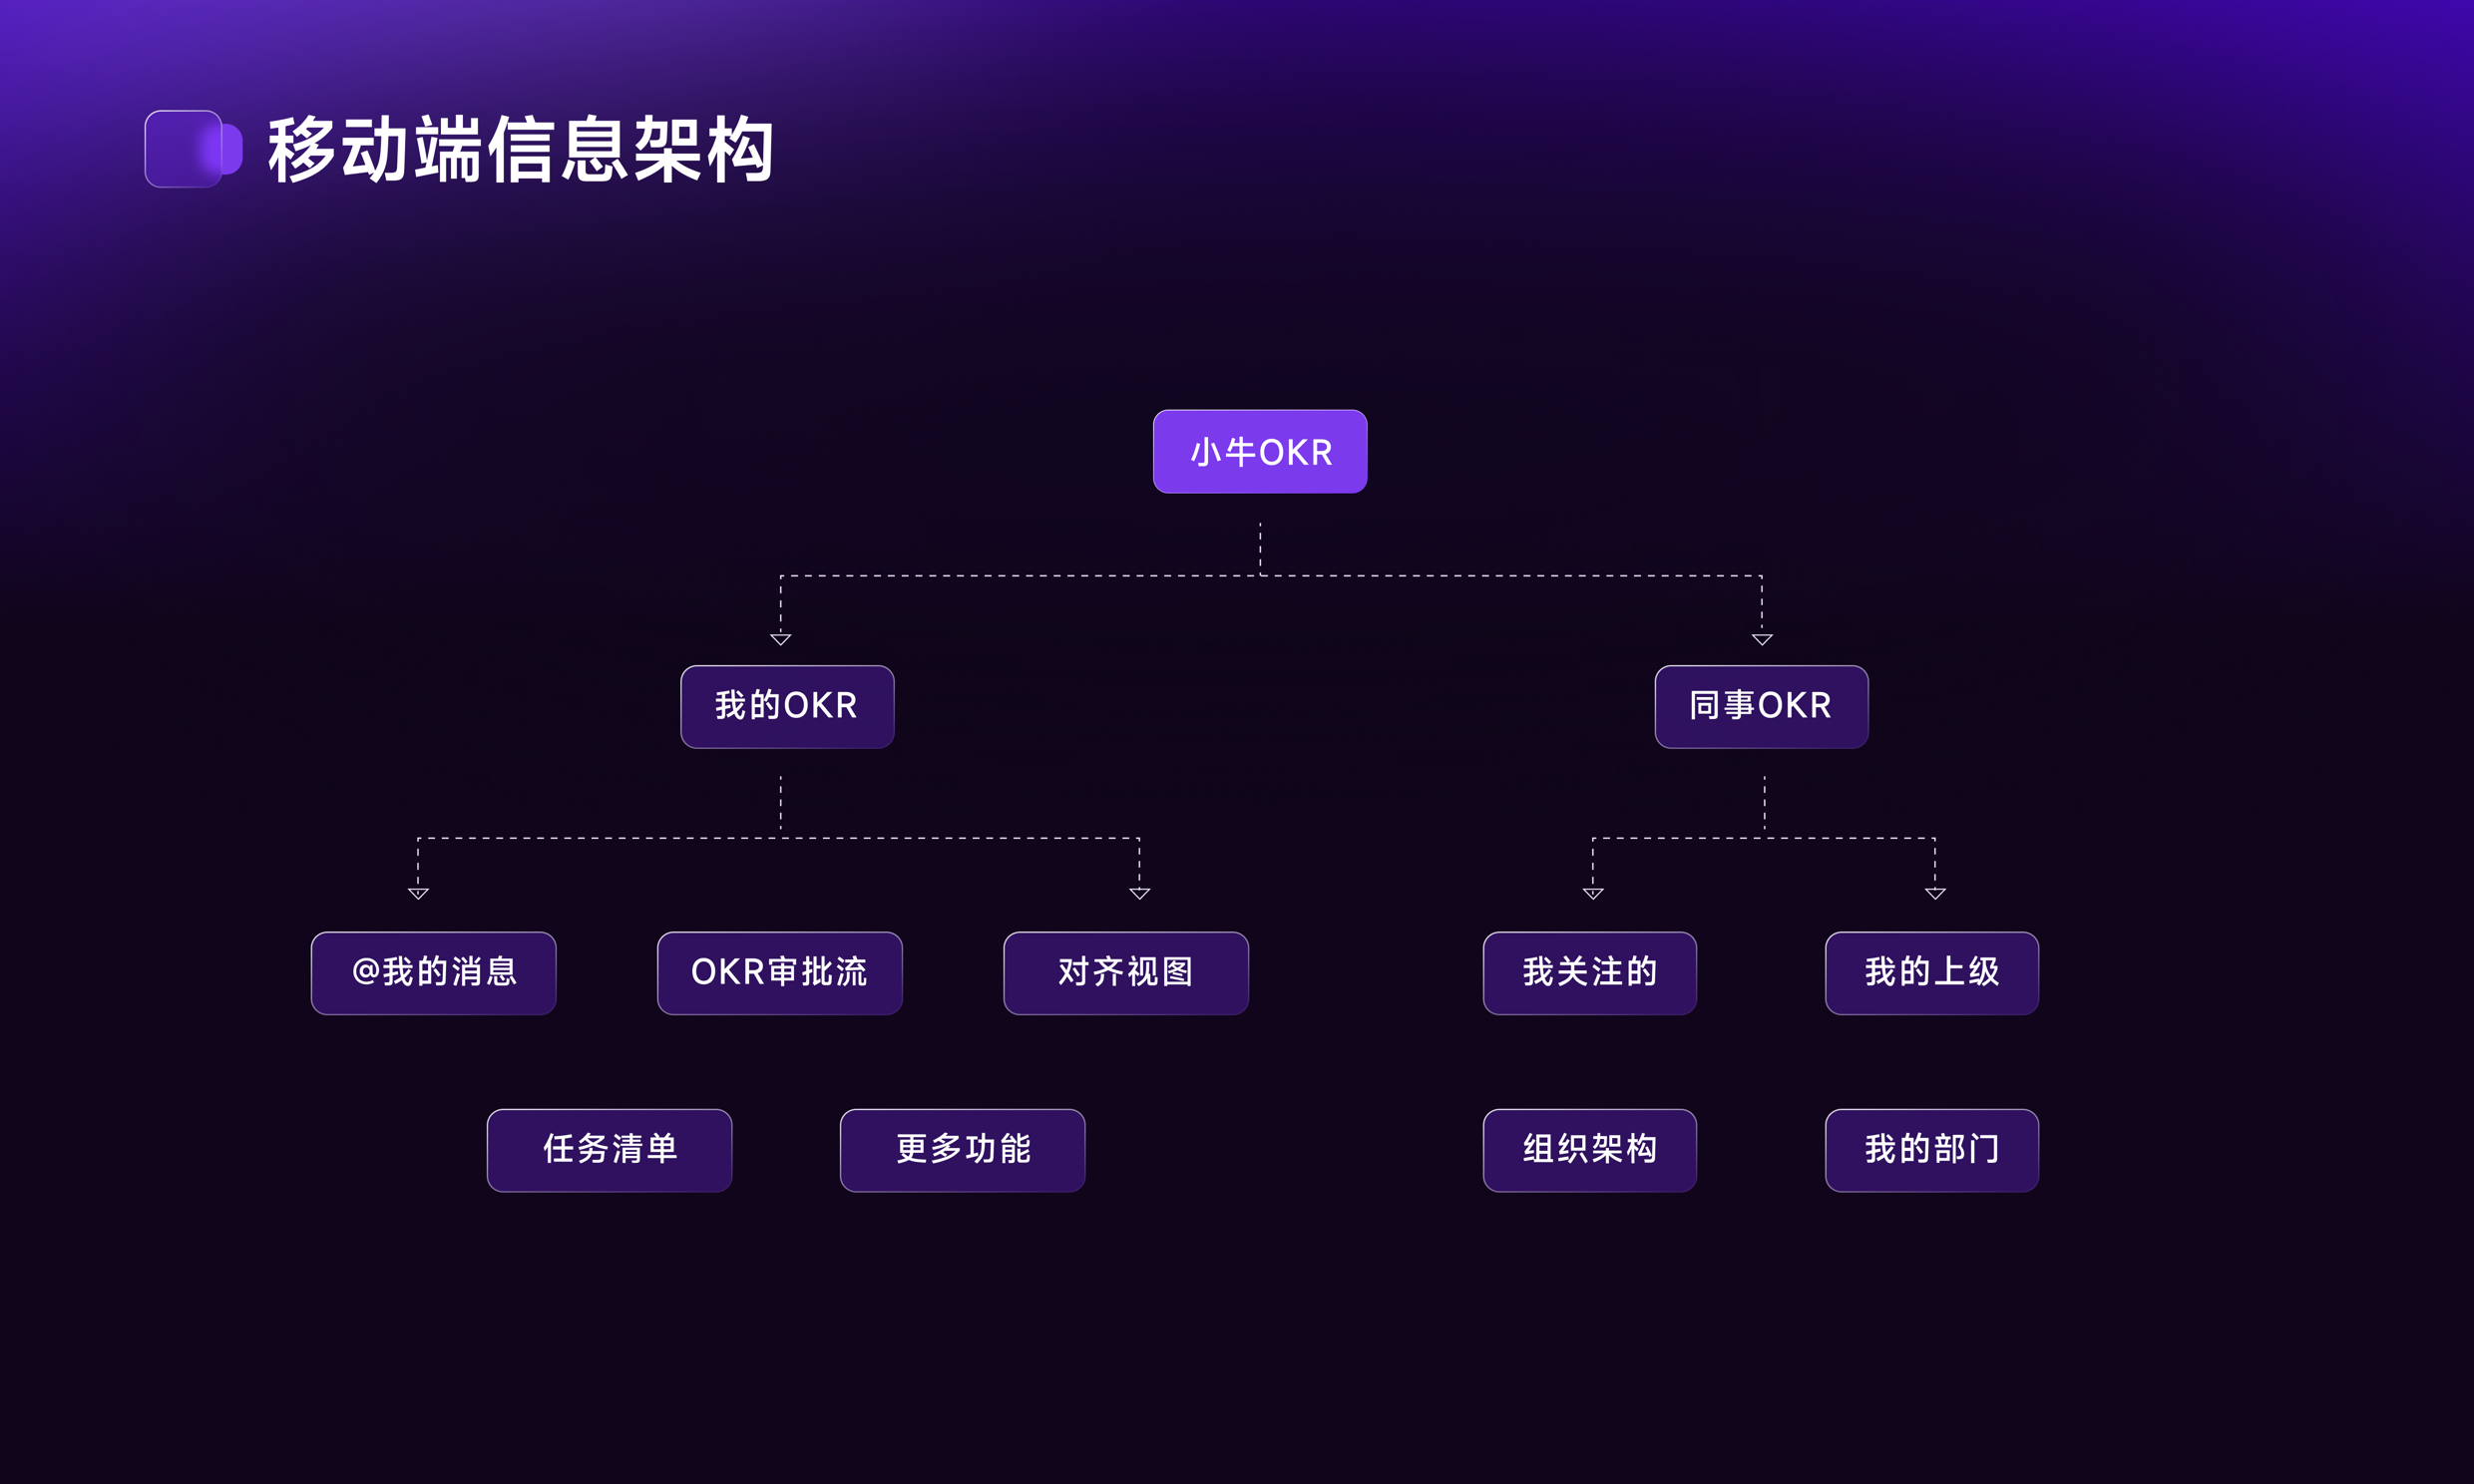 移动端信息架构
小牛OKR
我的OKR
同事OKR
@我的消息
OKR审批流
对齐视图
我关注的
我的上级
任务清单
更多功能
组织架构
我的部门